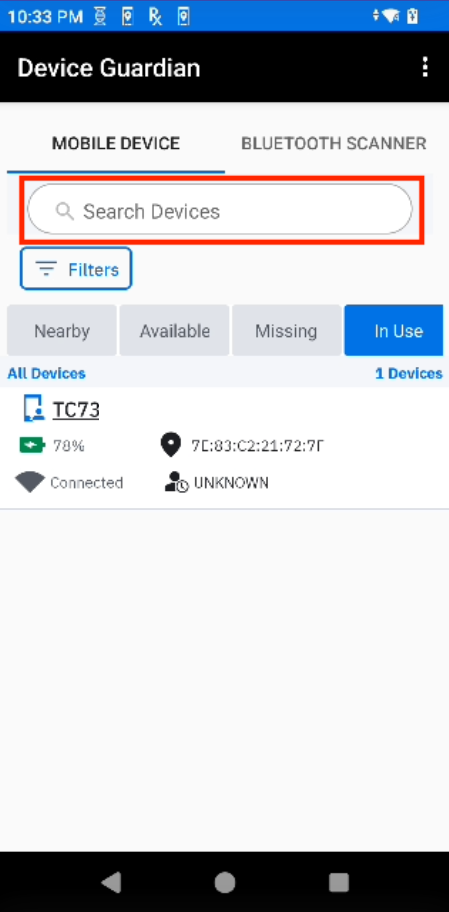 10:33 PM
Device Guardian
MOBILE DEVICE BLUETOOTH SCANNER
Search Devices
Filters
Nearby Available Missing In Use
All Devices 1 Devices
TC73
78% 7E:83:C2:21:72:7F
Connected UNKNOWN